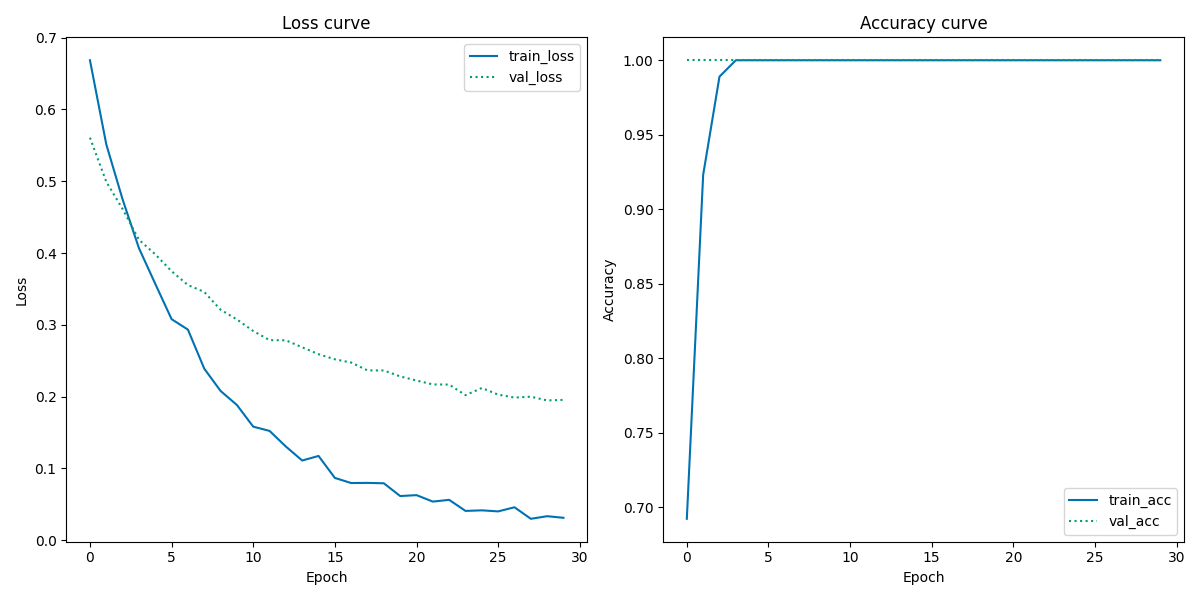 Loss curve
0.7
0.6
0.5
0.4
0.3
0.2
0.1
0.0
Loss
train_loss
val_loss
0 5 10 15 20 25 30
Epoch
Accuracy curve
1.00
0.95
0.90
0.85
0.80
0.75
0.70
Accuracy
train_acc
val_acc
0 5 10 15 20 25 30
Epoch